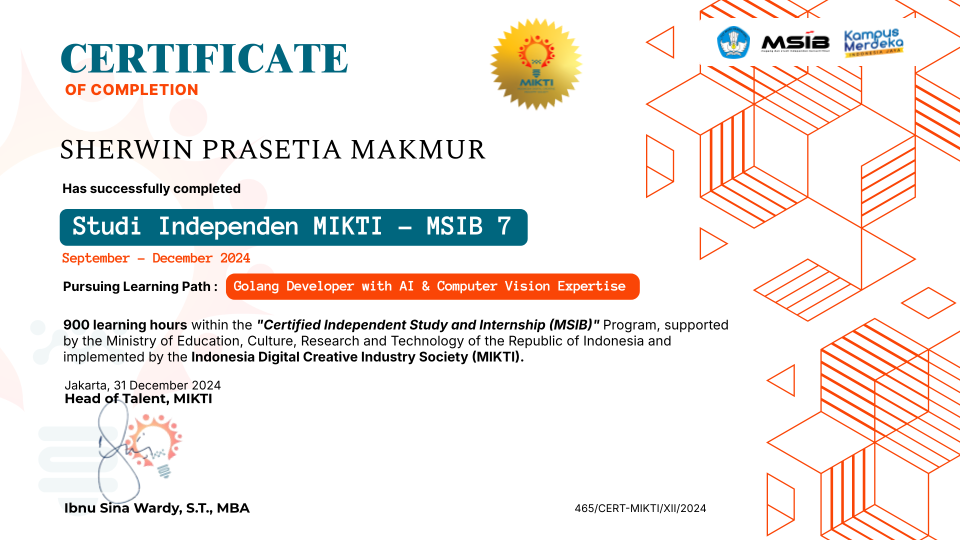 CERTIFICATE
OF COMPLETION
MIKTI
MSIB
Kampus
Merdeka
INDONESIA JAYA
SHERWIN PRASETIA MAKMUR
Has successfully completed
Studi Independen MIKTI – MSIB 7
September – December 2024
Pursuing Learning Path : Golang Developer with AI & Computer Vision Expertise
900 learning hours within the "Certified Independent Study and Internship (MSIB)" Program, supported
by the Ministry of Education, Culture, Research and Technology of the Republic of Indonesia and
implemented by the Indonesia Digital Creative Industry Society (MIKTI).
Jakarta, 31 December 2024
Head of Talent, MIKTI
Ibnu Sina Wardy, S.T., MBA
465/CERT-MIKTI/XII/2024